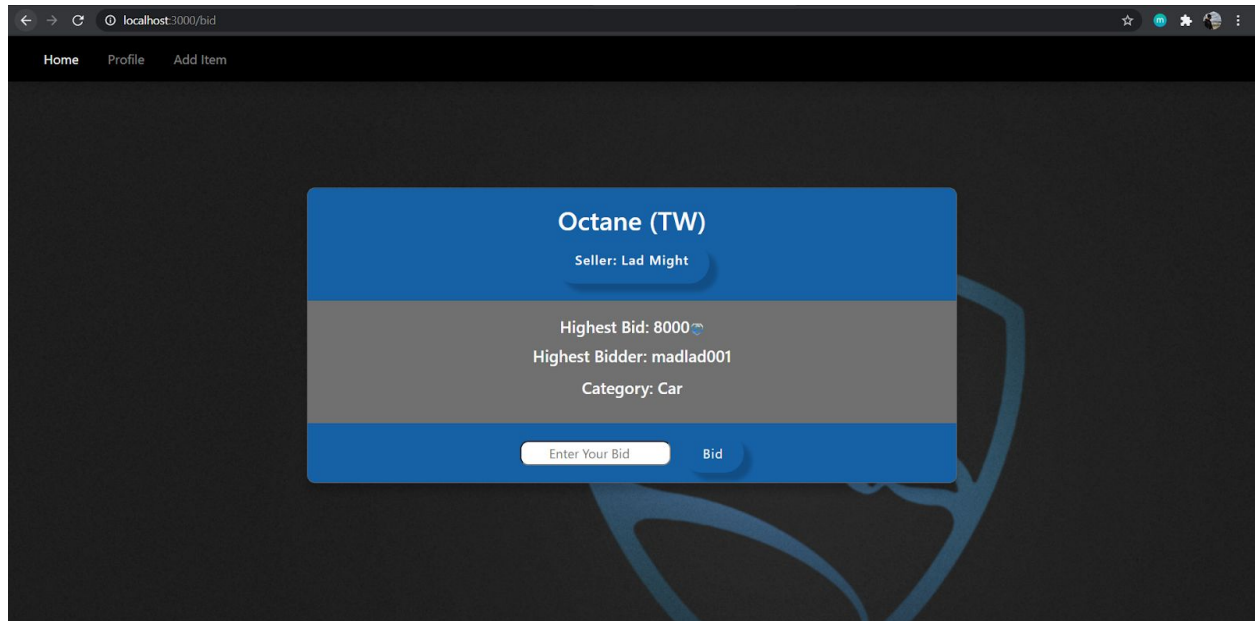 localhost:3000/bid
m
Home Profile Add Item
Octane (TW)
Seller: Lad Might
Highest Bid: 8000
Highest Bidder: madlad001
Category: Car
Enter Your Bid Bid